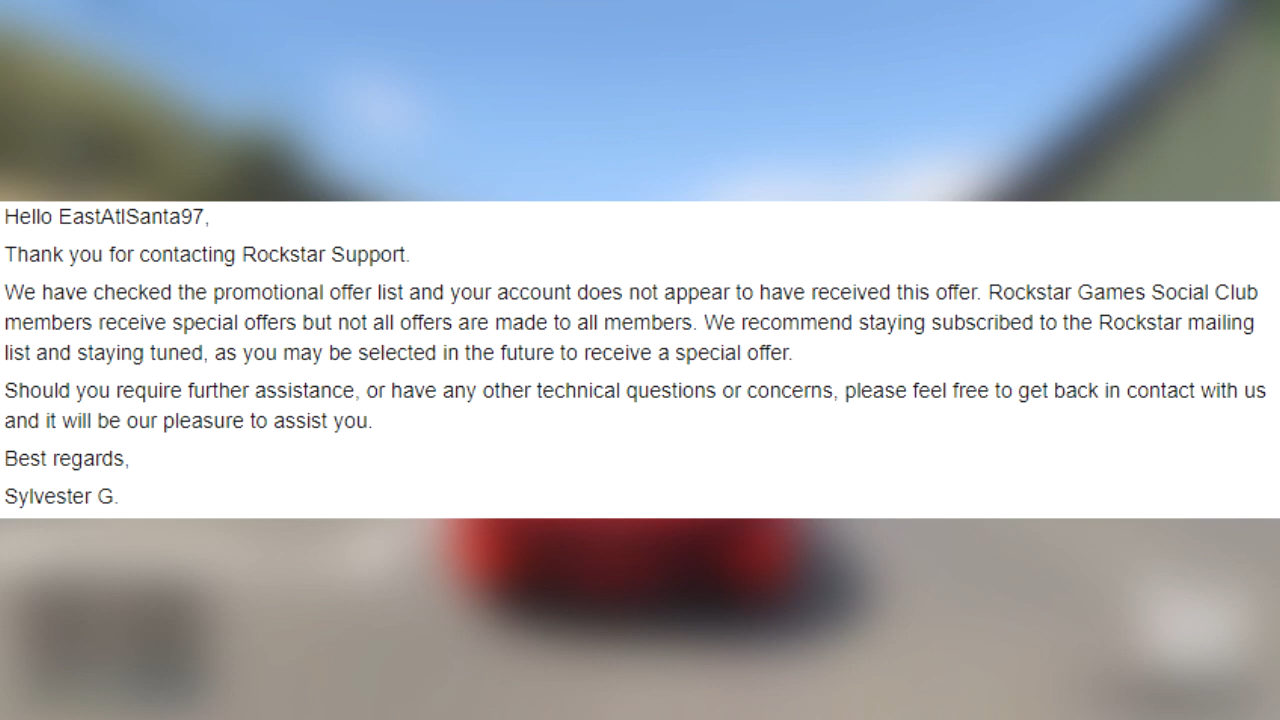 Hello EastAtlSanta97,
Thank you for contacting Rockstar Support.
We have checked the promotional offer list and your account does not appear to have received this offer. Rockstar Games Social Club
members receive special offers but not all offers are made to all members. We recommend staying subscribed to the Rockstar mailing
list and staying tuned, as you may be selected in the future to receive a special offer.
Should you require further assistance, or have any other technical questions or concerns, please feel free to get back in contact with us
and it will be our pleasure to assist you.
Best regards,
Sylvester G.